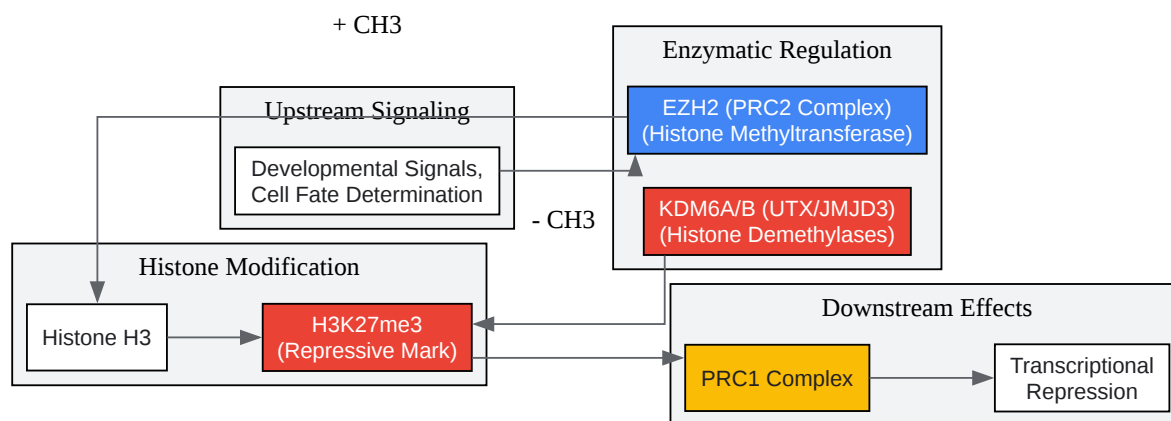 + CH3
Enzymatic Regulation
EZH2 (PRC2 Complex)
(Histone Methyltransferase)
Upstream Signaling
Developmental Signals,
Cell Fate Determination
KDM6A/B (UTX/JMJD3)
(Histone Demethylases)
- CH3
Histone Modification
Histone H3
H3K27me3
(Repressive Mark)
Downstream Effects
PRC1 Complex
Transcriptional
Repression